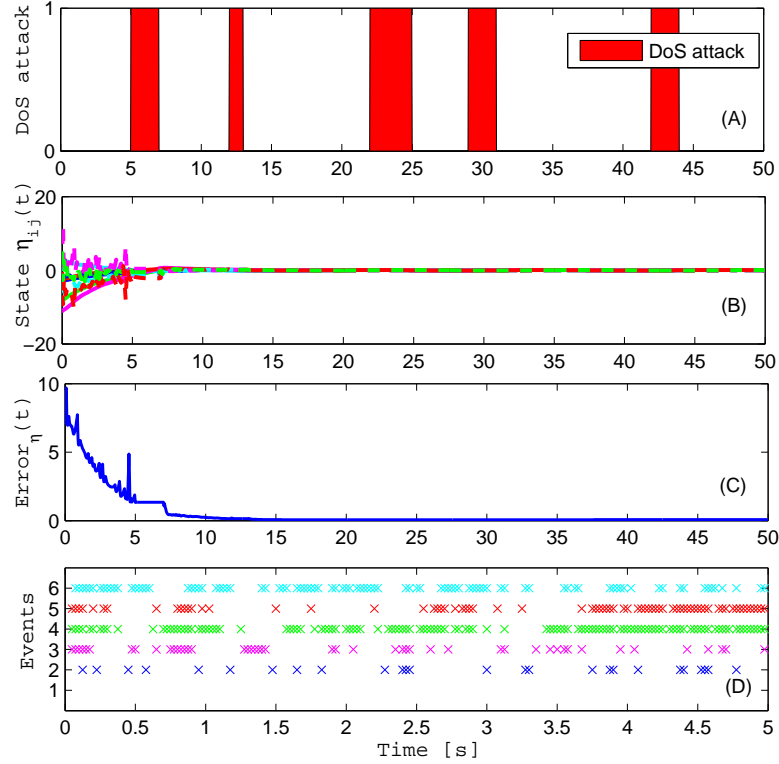 1
DoS attack
DoS attack
(A)
0
0 5 10 15 20 25 30 35 40 45 50
20
State η_ij(t)
0
(B)
−20
0 5 10 15 20 25 30 35 40 45 50
10
Error_η(t)
5
(C)
0
0 5 10 15 20 25 30 35 40 45 50
6
5
4
Events
3
2
1
(D)
0 0.5 1 1.5 2 2.5 3 3.5 4 4.5 5
Time [s]